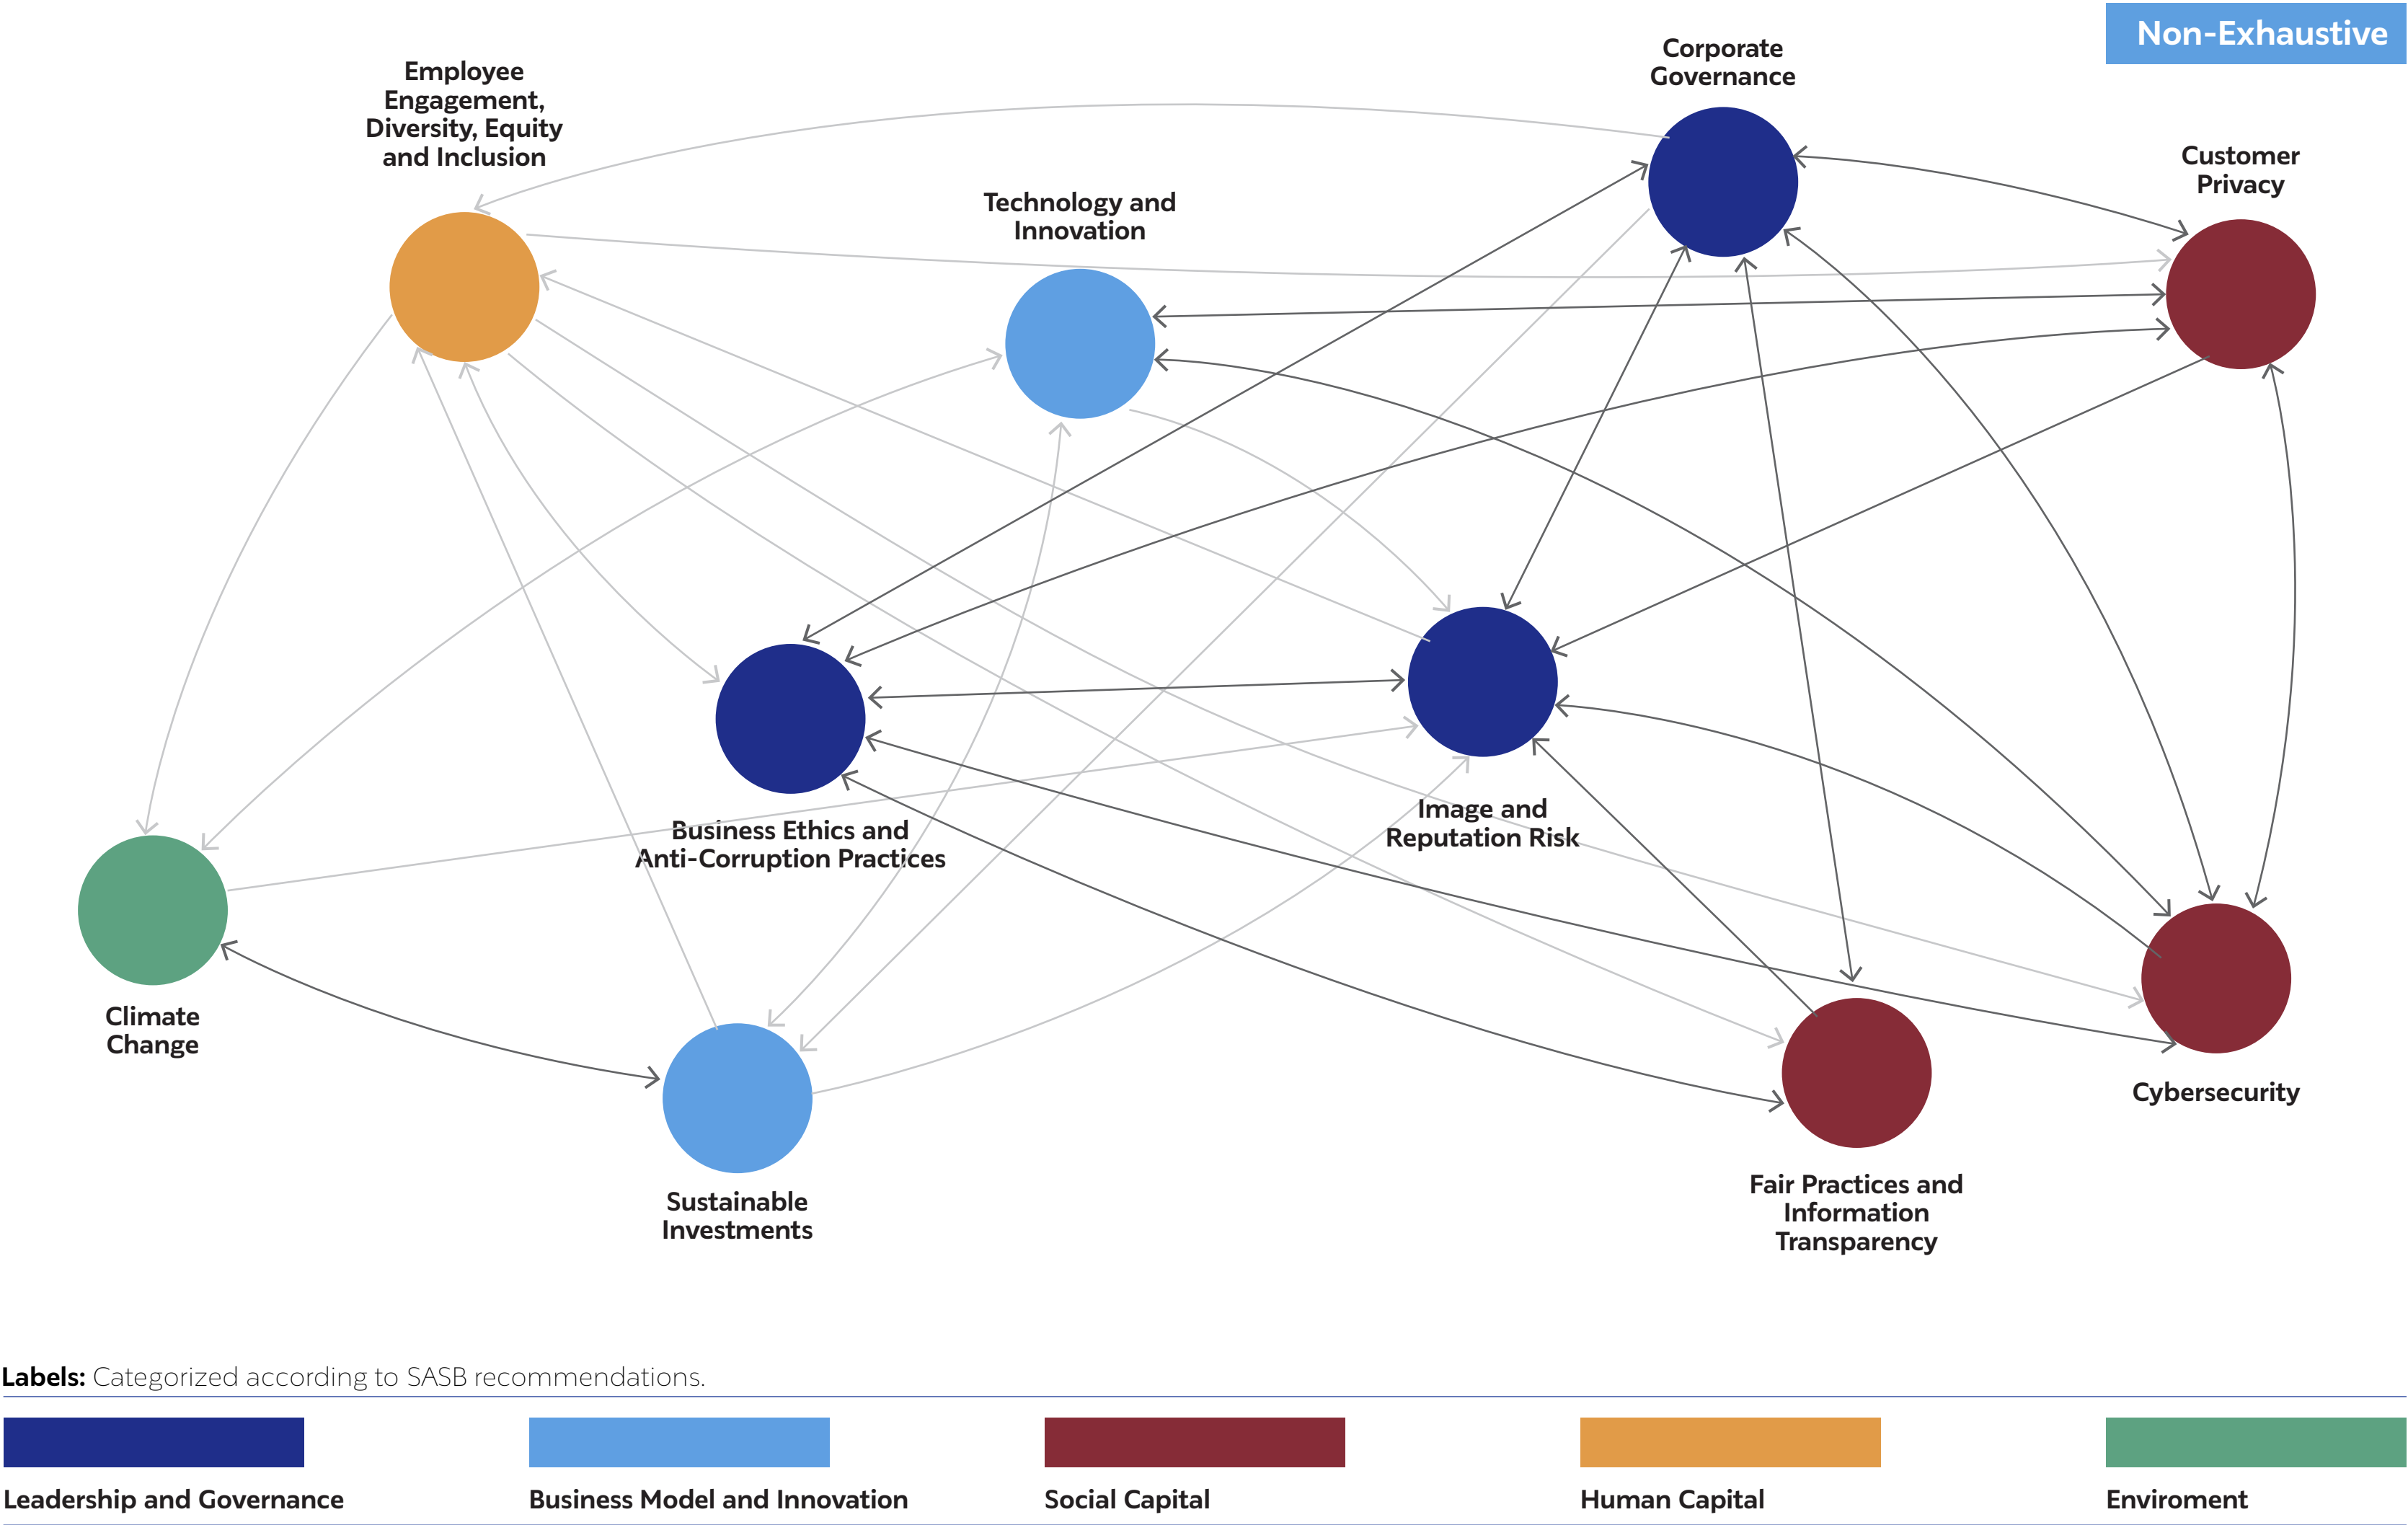 Non-Exhaustive
Corporate
Governance
Employee
Engagement,
Diversity, Equity
and Inclusion
Customer
Privacy
Technology and
Innovation
Image and
Reputation Risk
Business Ethics and
Anti-Corruption Practices
Climate
Change
Cybersecurity
Sustainable
Investments
Fair Practices and
Information
Transparency
Labels: Categorized according to SASB recommendations.
Leadership and Governance
Business Model and Innovation
Social Capital
Human Capital
Enviroment